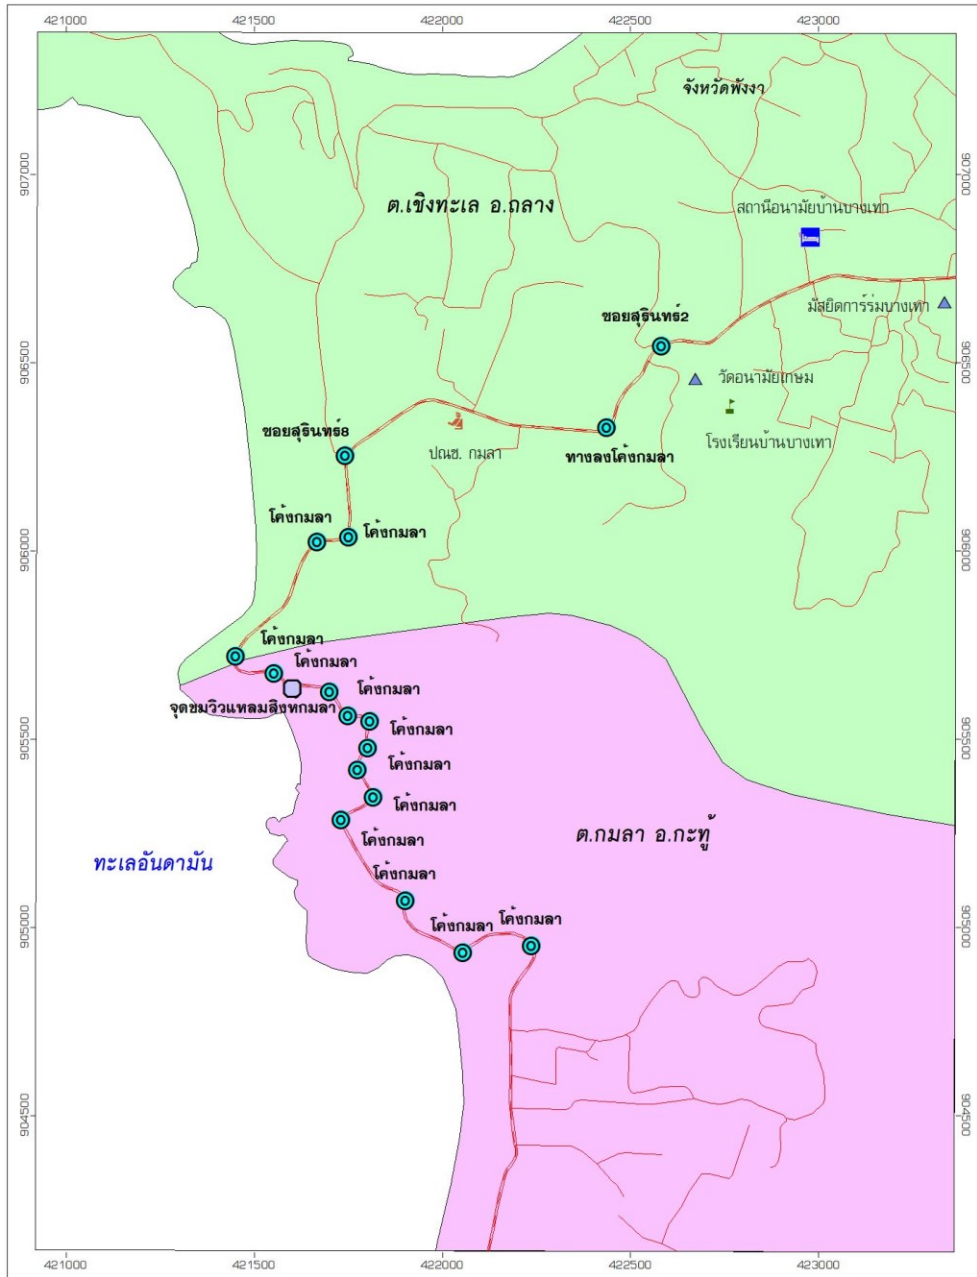 421000 421500 422000 422500 423000
จังหวัดพังงา
907000 907000
ต.เชิงทะเล อ.ถลาง
สถานีอนามัยบ้านบางเทา
มัสยิดการ์ร่มบางเทา
ซอยสุรินทร์2
906500 906500
วัดอนามัยเกษม
ซอยสุรินทร์8
ปณช. กมลา
ทางลงโค้งกมลา
โรงเรียนบ้านบางเทา
โค้งกมลา
โค้งกมลา
906000 906000
โค้งกมลา
โค้งกมลา
โค้งกมลา
จุดชมวิวแหลมสิงห์กมลา
โค้งกมลา
905500 905500
โค้งกมลา
โค้งกมลา
โค้งกมลา
ต.กมลา อ.กะทู้
ทะเลอันดามัน
โค้งกมลา
โค้งกมลา
โค้งกมลา
905000 905000
904500 904500
421000 421500 422000 422500 423000